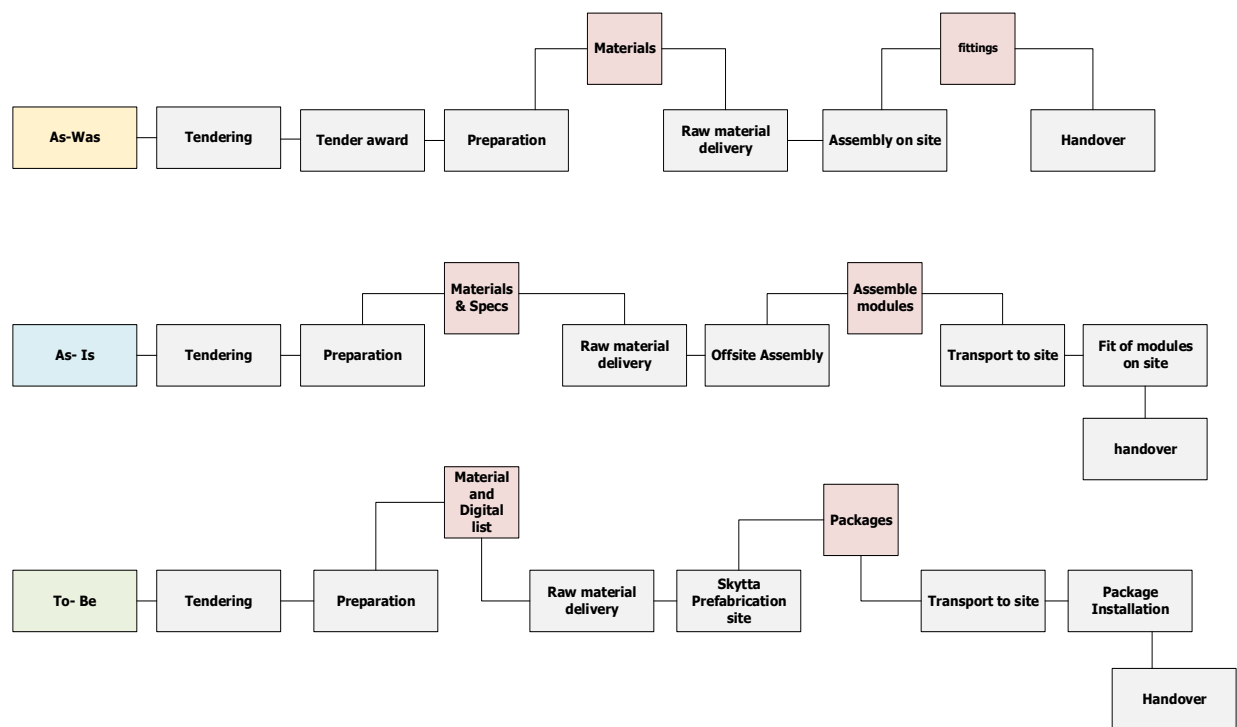 Materials
fittings
As-Was
Tendering
Tender award
Preparation
Raw material
delivery
Assembly on site
Handover
Materials
& Specs
Assemble
modules
As- Is
Tendering
Preparation
Raw material
delivery
Offsite Assembly
Transport to site
Fit of modules
on site
handover
Material
and
Digital
list
Packages
To- Be
Tendering
Preparation
Raw material
delivery
Skytta
Prefabrication
site
Transport to site
Package
Installation
Handover